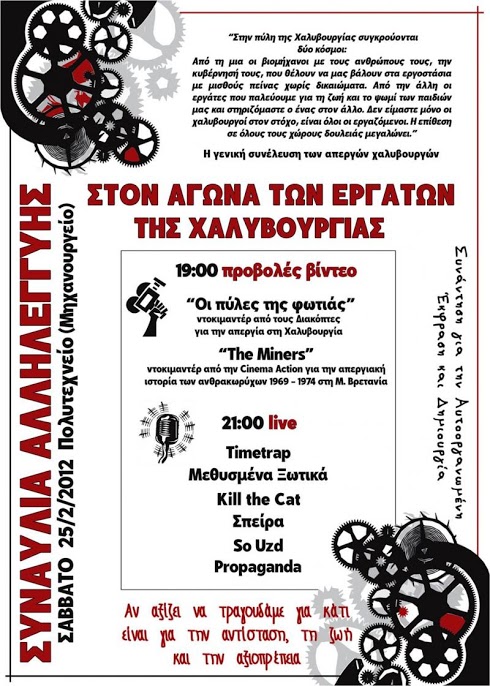 “Στην πύλη της Χαλυβουργίας συγκρούονται
δύο κόσμοι:
Από τη μια οι βιομήχανοι με τους ανθρώπους τους, την
κυβέρνησή τους, που θέλουν να μας βάλουν στα εργοστάσια
με μισθούς πείνας χωρίς δικαιώματα. Από την άλλη οι
εργάτες που παλεύουμε για τη ζωή και το ψωμί των παιδιών
μας και στηριζόμαστε ο ένας στον άλλο. Δεν είμαστε μόνο οι
χαλυβουργοί στον στόχο, είναι όλοι οι εργαζόμενοι. Η επίθεση
σε όλους τους χώρους δουλειάς μεγαλώνει.”
Η γενική συνέλευση των απεργών χαλυβουργών
ΣΥΝΑΥΛΙΑ ΑΛΛΗΛΕΓΓΥΗΣ
ΣΑΒΒΑΤΟ 25/2/2012 Πολυτεχνείο (Μηχανουργείο)
ΣΤΟΝ ΑΓΩΝΑ ΤΩΝ ΕΡΓΑΤΩΝ
ΤΗΣ ΧΑΛΥΒΟΥΡΓΙΑΣ
19:00 προβολές βίντεο
“Οι πύλες της φωτιάς”
ντοκιμαντέρ από τους Διακόπτες
για την απεργία στη Χαλυβουργία
“The Miners”
ντοκιμαντέρ από την Cinema Action για την απεργιακή
ιστορία των ανθρακωρύχων 1969 – 1974 στη Μ. Βρετανία
21:00 live
Timetrap
Μεθυσμένα Ξωτικά
Kill the Cat
Σπείρα
So Uzd
Propaganda
Συνάντηση για την Αυτοοργανωμένη
Έκφραση και Δημιουργία
Αν αξίζει να τραγουδάμε για κάτι
είναι για την αντίσταση, τη ζωή
και την αξιοπρέπεια